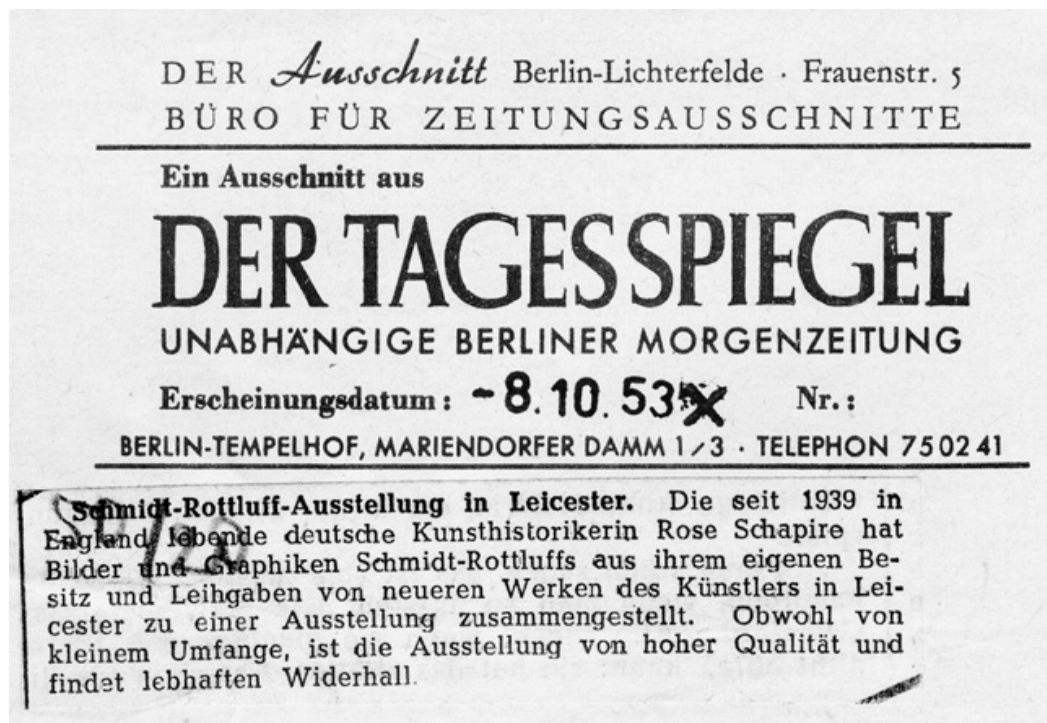 DER Ausschnitt Berlin-Lichterfelde · Frauenstr. 5
BÜRO FÜR ZEITUNGSAUSSCHNITTE
Ein Ausschnitt aus
DER TAGESSPIEGEL
UNABHÄNGIGE BERLINER MORGENZEITUNG
Erscheinungsdatum: -8.10.53 Nr.:
BERLIN-TEMPELHOF, MARIENDORFER DAMM 1/3 · TELEPHON 75 02 41
Schmidt-Rottluff-Ausstellung in Leicester. Die seit 1939 in
England lebende deutsche Kunsthistorikerin Rose Schapire hat
Bilder und Graphiken Schmidt-Rottluffs aus ihrem eigenen Be-
sitz und Leihgaben von neueren Werken des Künstlers in Lei-
cester zu einer Ausstellung zusammengestellt. Obwohl von
kleinem Umfange, ist die Ausstellung von hoher Qualität und
findet lebhaften Widerhall.